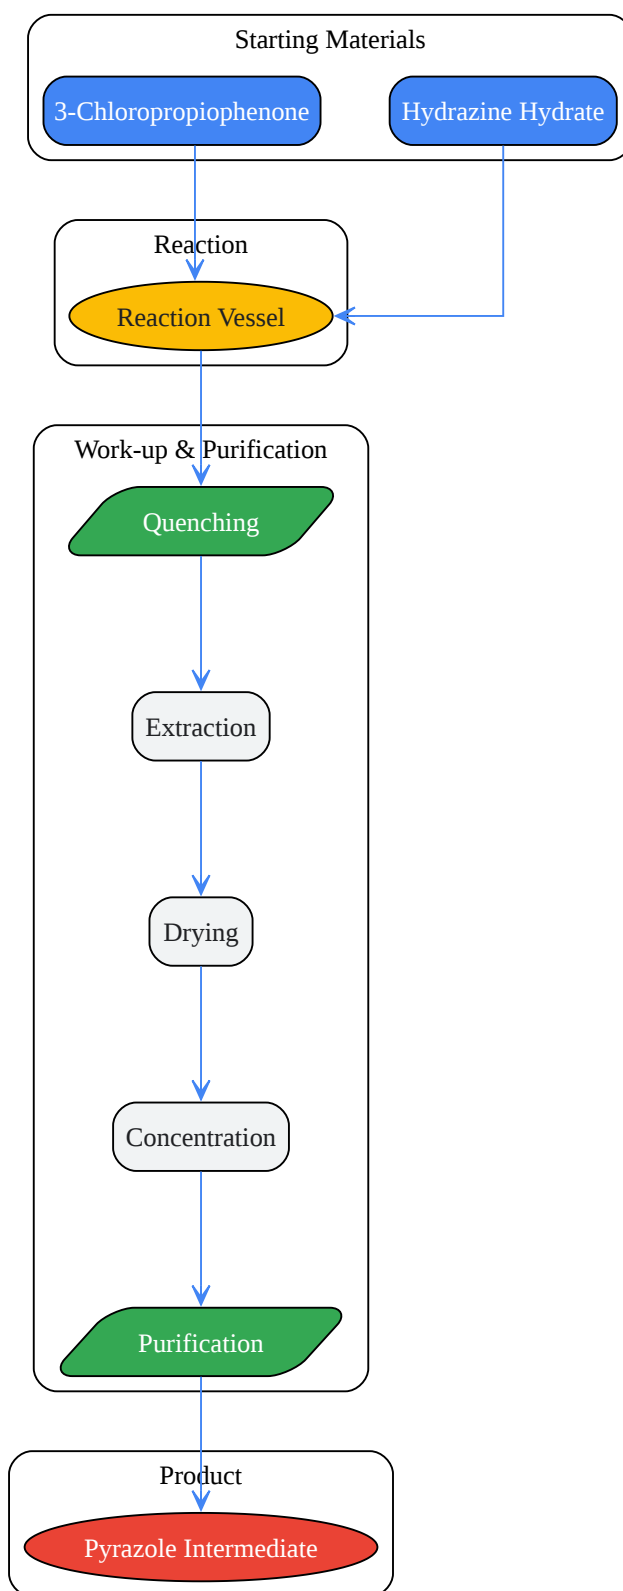 Starting Materials
3-Chloropropiophenone
Hydrazine Hydrate
Reaction
Reaction Vessel
Work-up & Purification
Quenching
Extraction
Drying
Concentration
Purification
Product
Pyrazole Intermediate